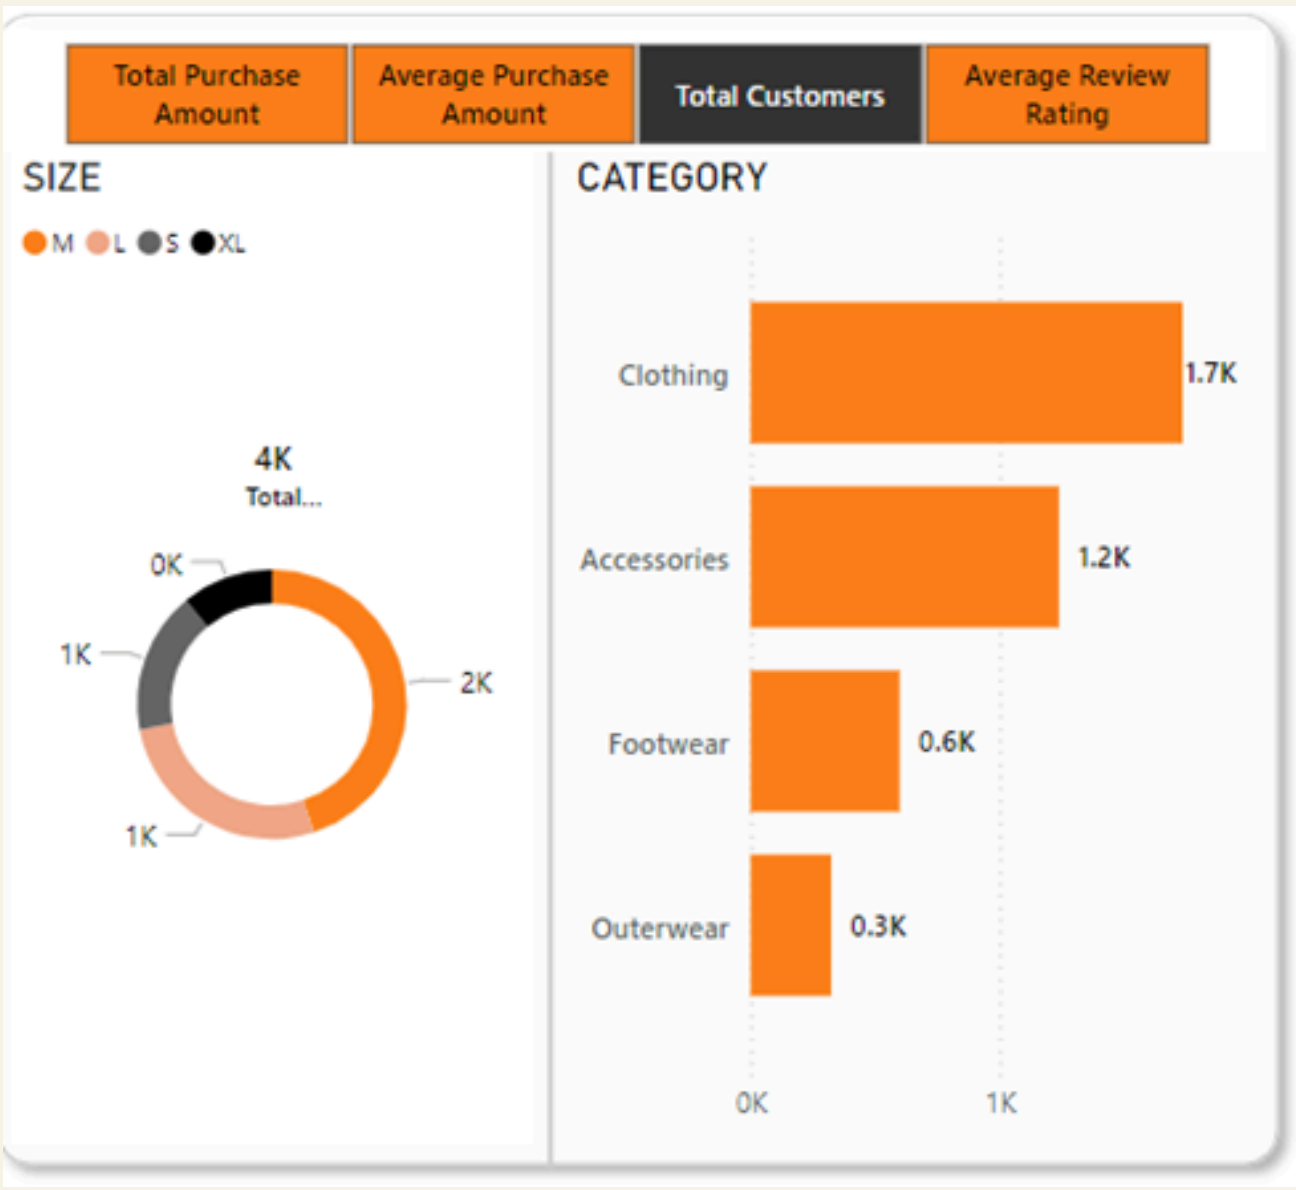 Total Purchase
Amount
Average Purchase
Amount
Total Customers
Average Review
Rating
SIZE
M L S XL
4K
Total...
0K
1K
2K
1K
CATEGORY
Clothing 1.7K
Accessories 1.2K
Footwear 0.6K
Outerwear 0.3K
0K 1K